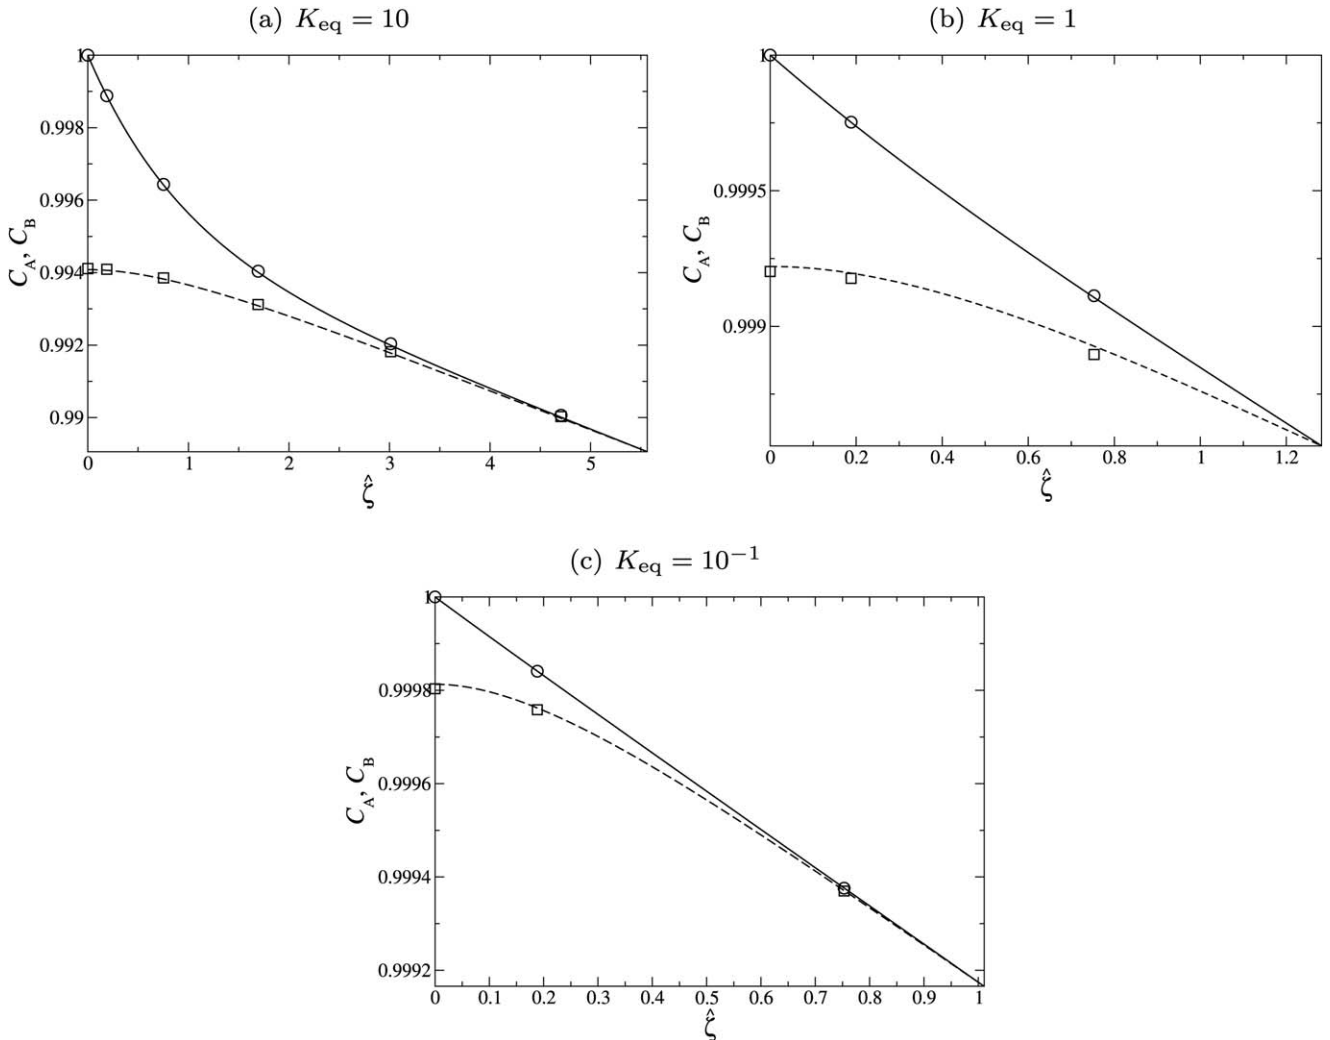 (a) K_eq = 10
1
0.998
0.996
0.994
0.992
0.99
C_A, C_B
0 1 2 3 4 5
ζ̂
(b) K_eq = 1
1
0.9995
0.999
C_A, C_B
0 0.2 0.4 0.6 0.8 1 1.2
ζ̂
(c) K_eq = 10⁻¹
1
0.9998
0.9996
0.9994
0.9992
C_A, C_B
0 0.1 0.2 0.3 0.4 0.5 0.6 0.7 0.8 0.9 1
ζ̂